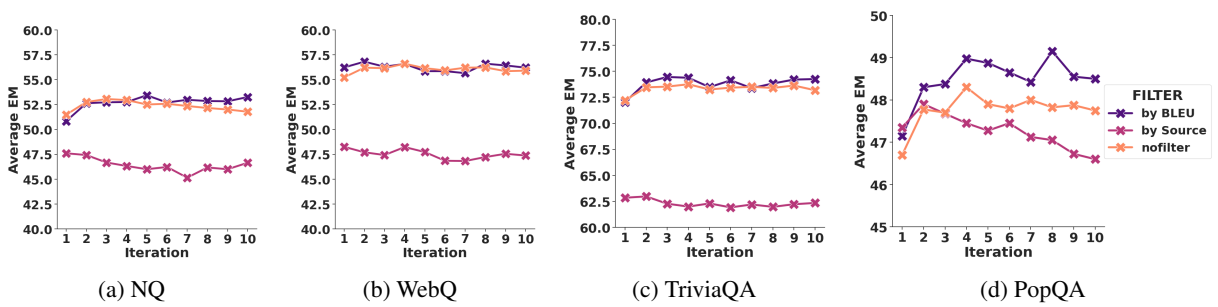 60.0
57.5
55.0
52.5
50.0
47.5
45.0
42.5
40.0
Average EM
1 2 3 4 5 6 7 8 9 10
Iteration
(a) NQ
60.0
57.5
55.0
52.5
50.0
47.5
45.0
42.5
40.0
Average EM
1 2 3 4 5 6 7 8 9 10
Iteration
(b) WebQ
80.0
77.5
75.0
72.5
70.0
67.5
65.0
62.5
60.0
Average EM
1 2 3 4 5 6 7 8 9 10
Iteration
(c) TriviaQA
50
49
48
47
46
45
Average EM
1 2 3 4 5 6 7 8 9 10
Iteration
(d) PopQA
FILTER
by BLEU
by Source
nofilter